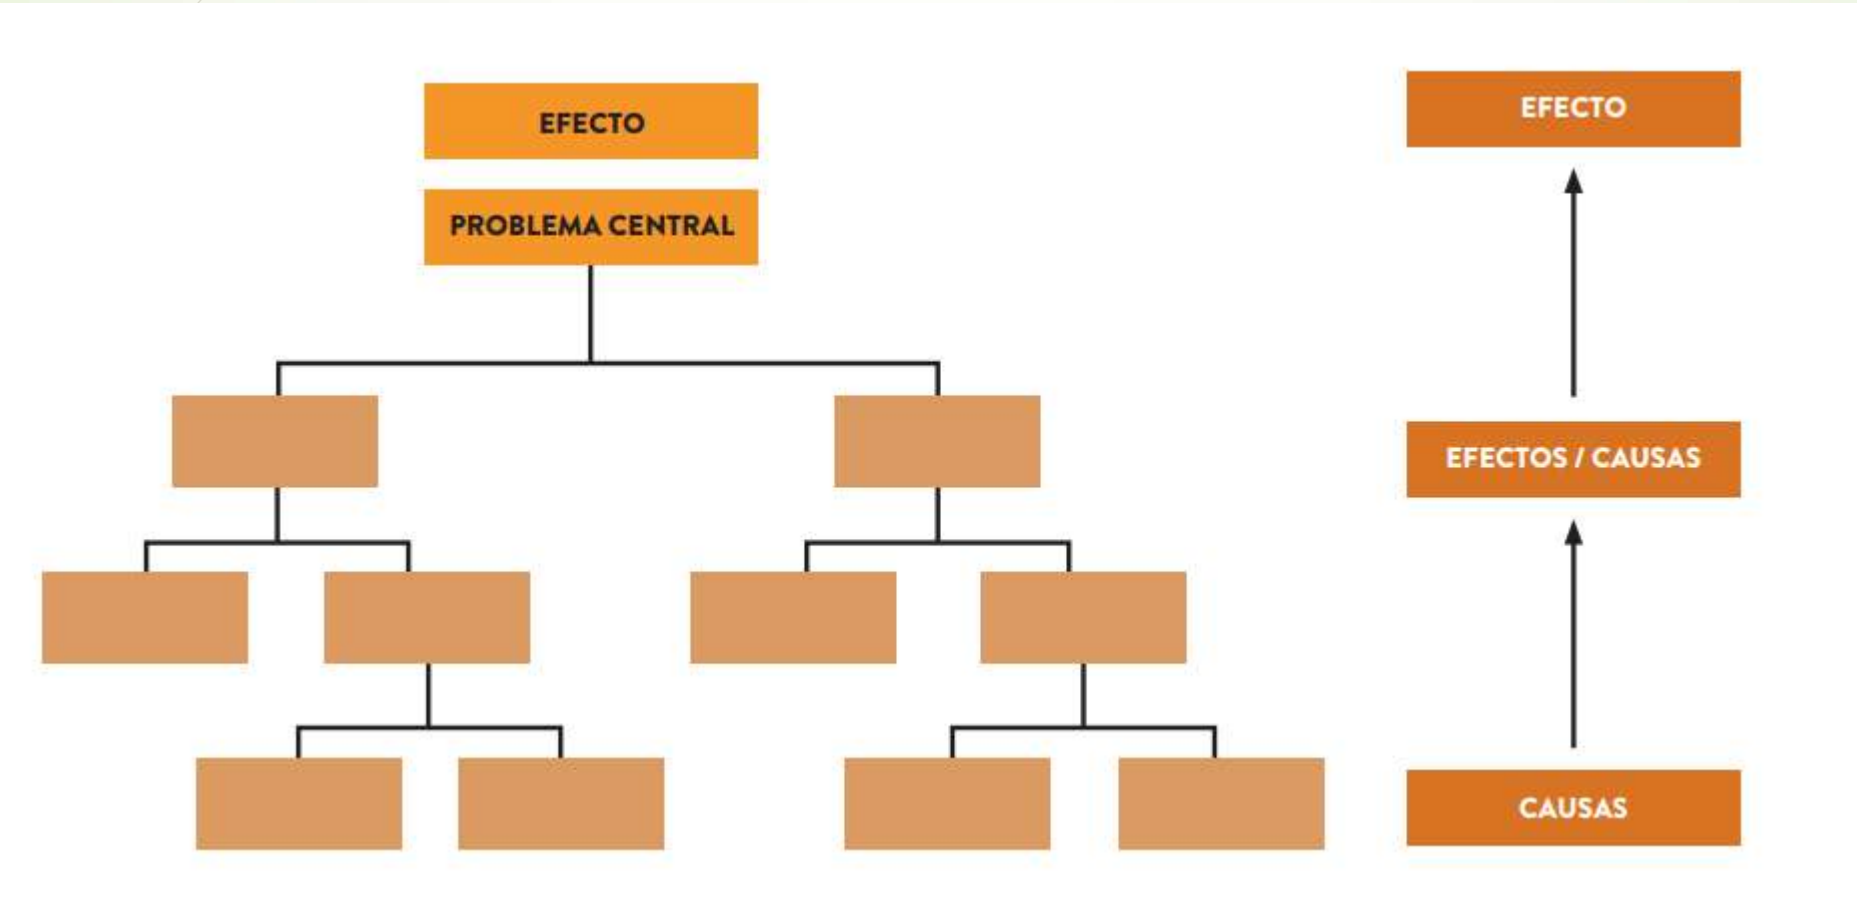 EFECTO
PROBLEMA CENTRAL
EFECTO
EFECTOS / CAUSAS
CAUSAS